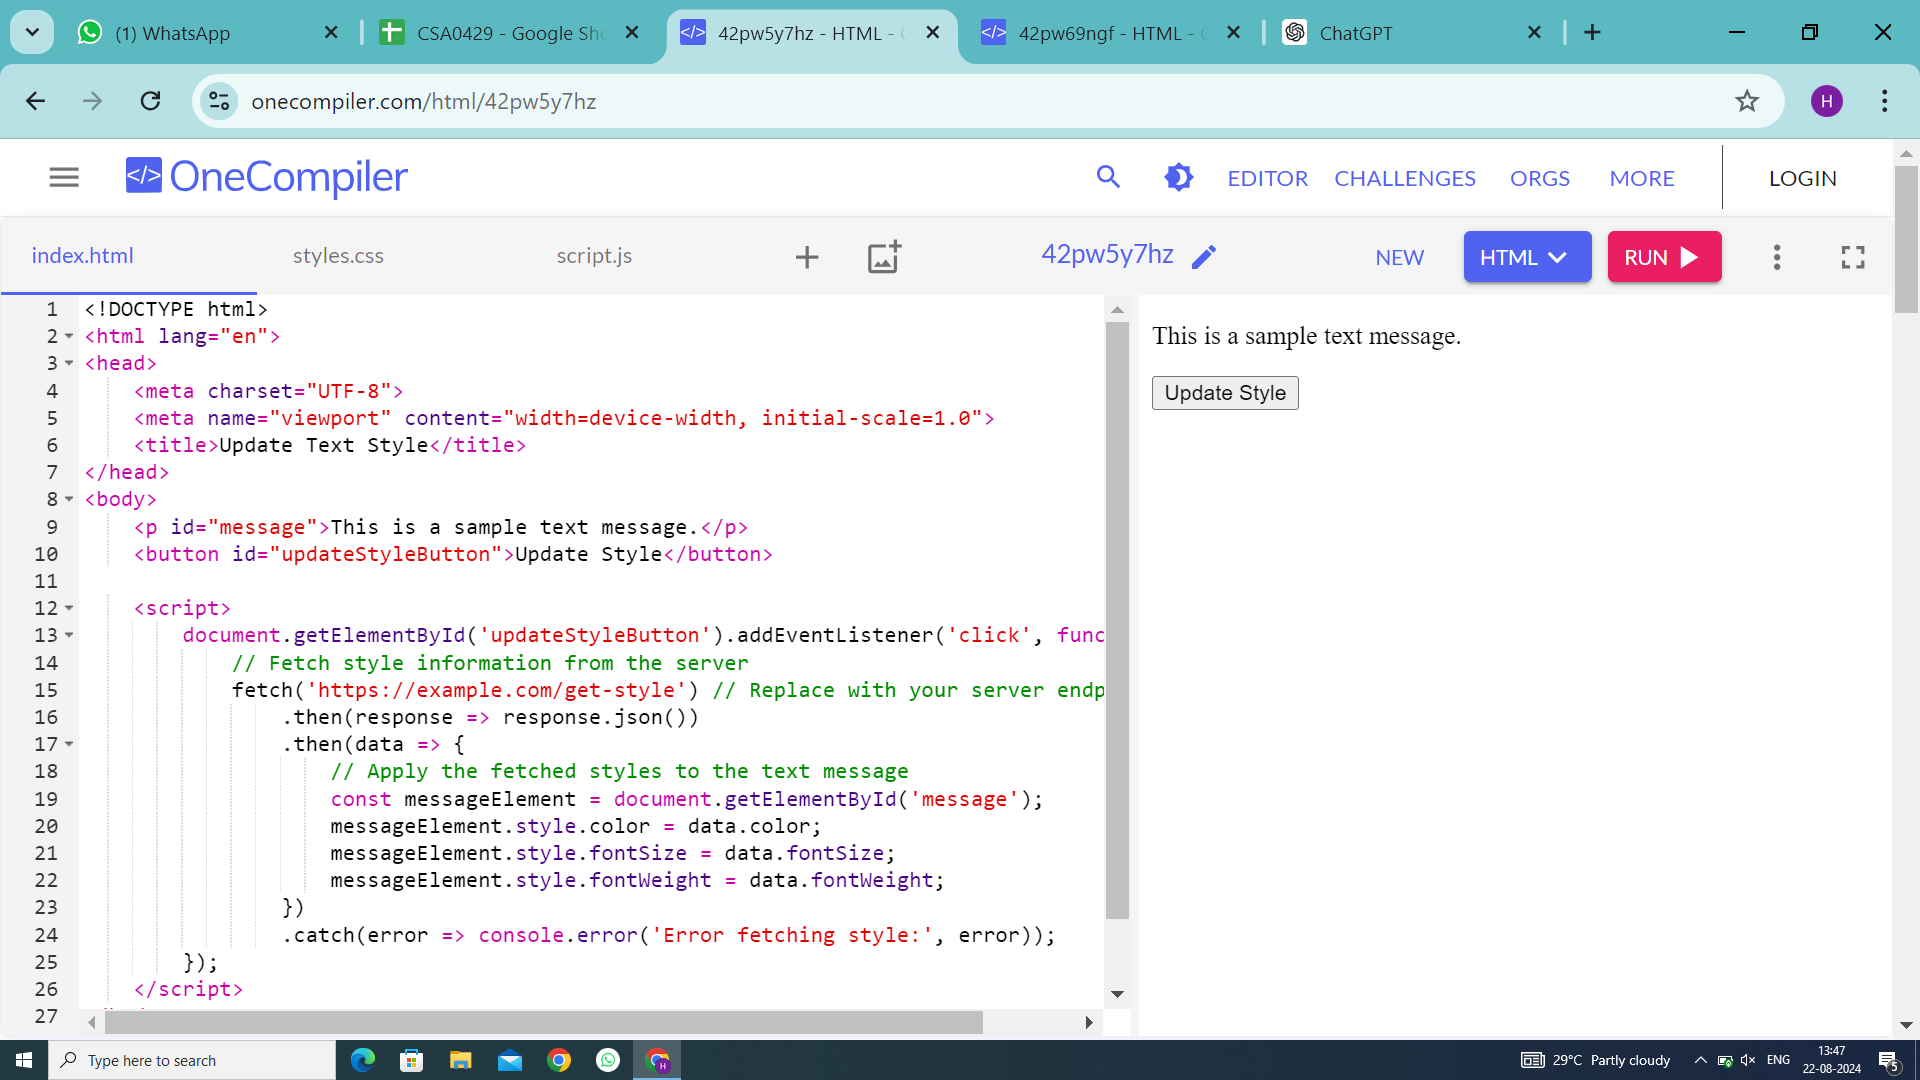 (1) WhatsApp
CSA0429 - Google She
42pw5y7hz - HTML -
42pw69ngf - HTML -
ChatGPT
onecompiler.com/html/42pw5y7hz
H
</> OneCompiler
EDITOR
CHALLENGES
ORGS
MORE
LOGIN
index.html
styles.css
script.js
42pw5y7hz
NEW
HTML
RUN
1 <!DOCTYPE html>
2 <html lang="en">
3 <head>
4 <meta charset="UTF-8">
5 <meta name="viewport" content="width=device-width, initial-scale=1.0">
6 <title>Update Text Style</title>
7 </head>
8 <body>
9 <p id="message">This is a sample text message.</p>
10 <button id="updateStyleButton">Update Style</button>
11
12 <script>
13 document.getElementById('updateStyleButton').addEventListener('click', func
14 // Fetch style information from the server
15 fetch('https://example.com/get-style') // Replace with your server endp
16 .then(response => response.json())
17 .then(data => {
18 // Apply the fetched styles to the text message
19 const messageElement = document.getElementById('message');
20 messageElement.style.color = data.color;
21 messageElement.style.fontSize = data.fontSize;
22 messageElement.style.fontWeight = data.fontWeight;
23 })
24 .catch(error => console.error('Error fetching style:', error));
25 });
26 </script>
27
This is a sample text message.
Update Style
Type here to search
H
29°C Partly cloudy
ENG
13:47
22-08-2024
5